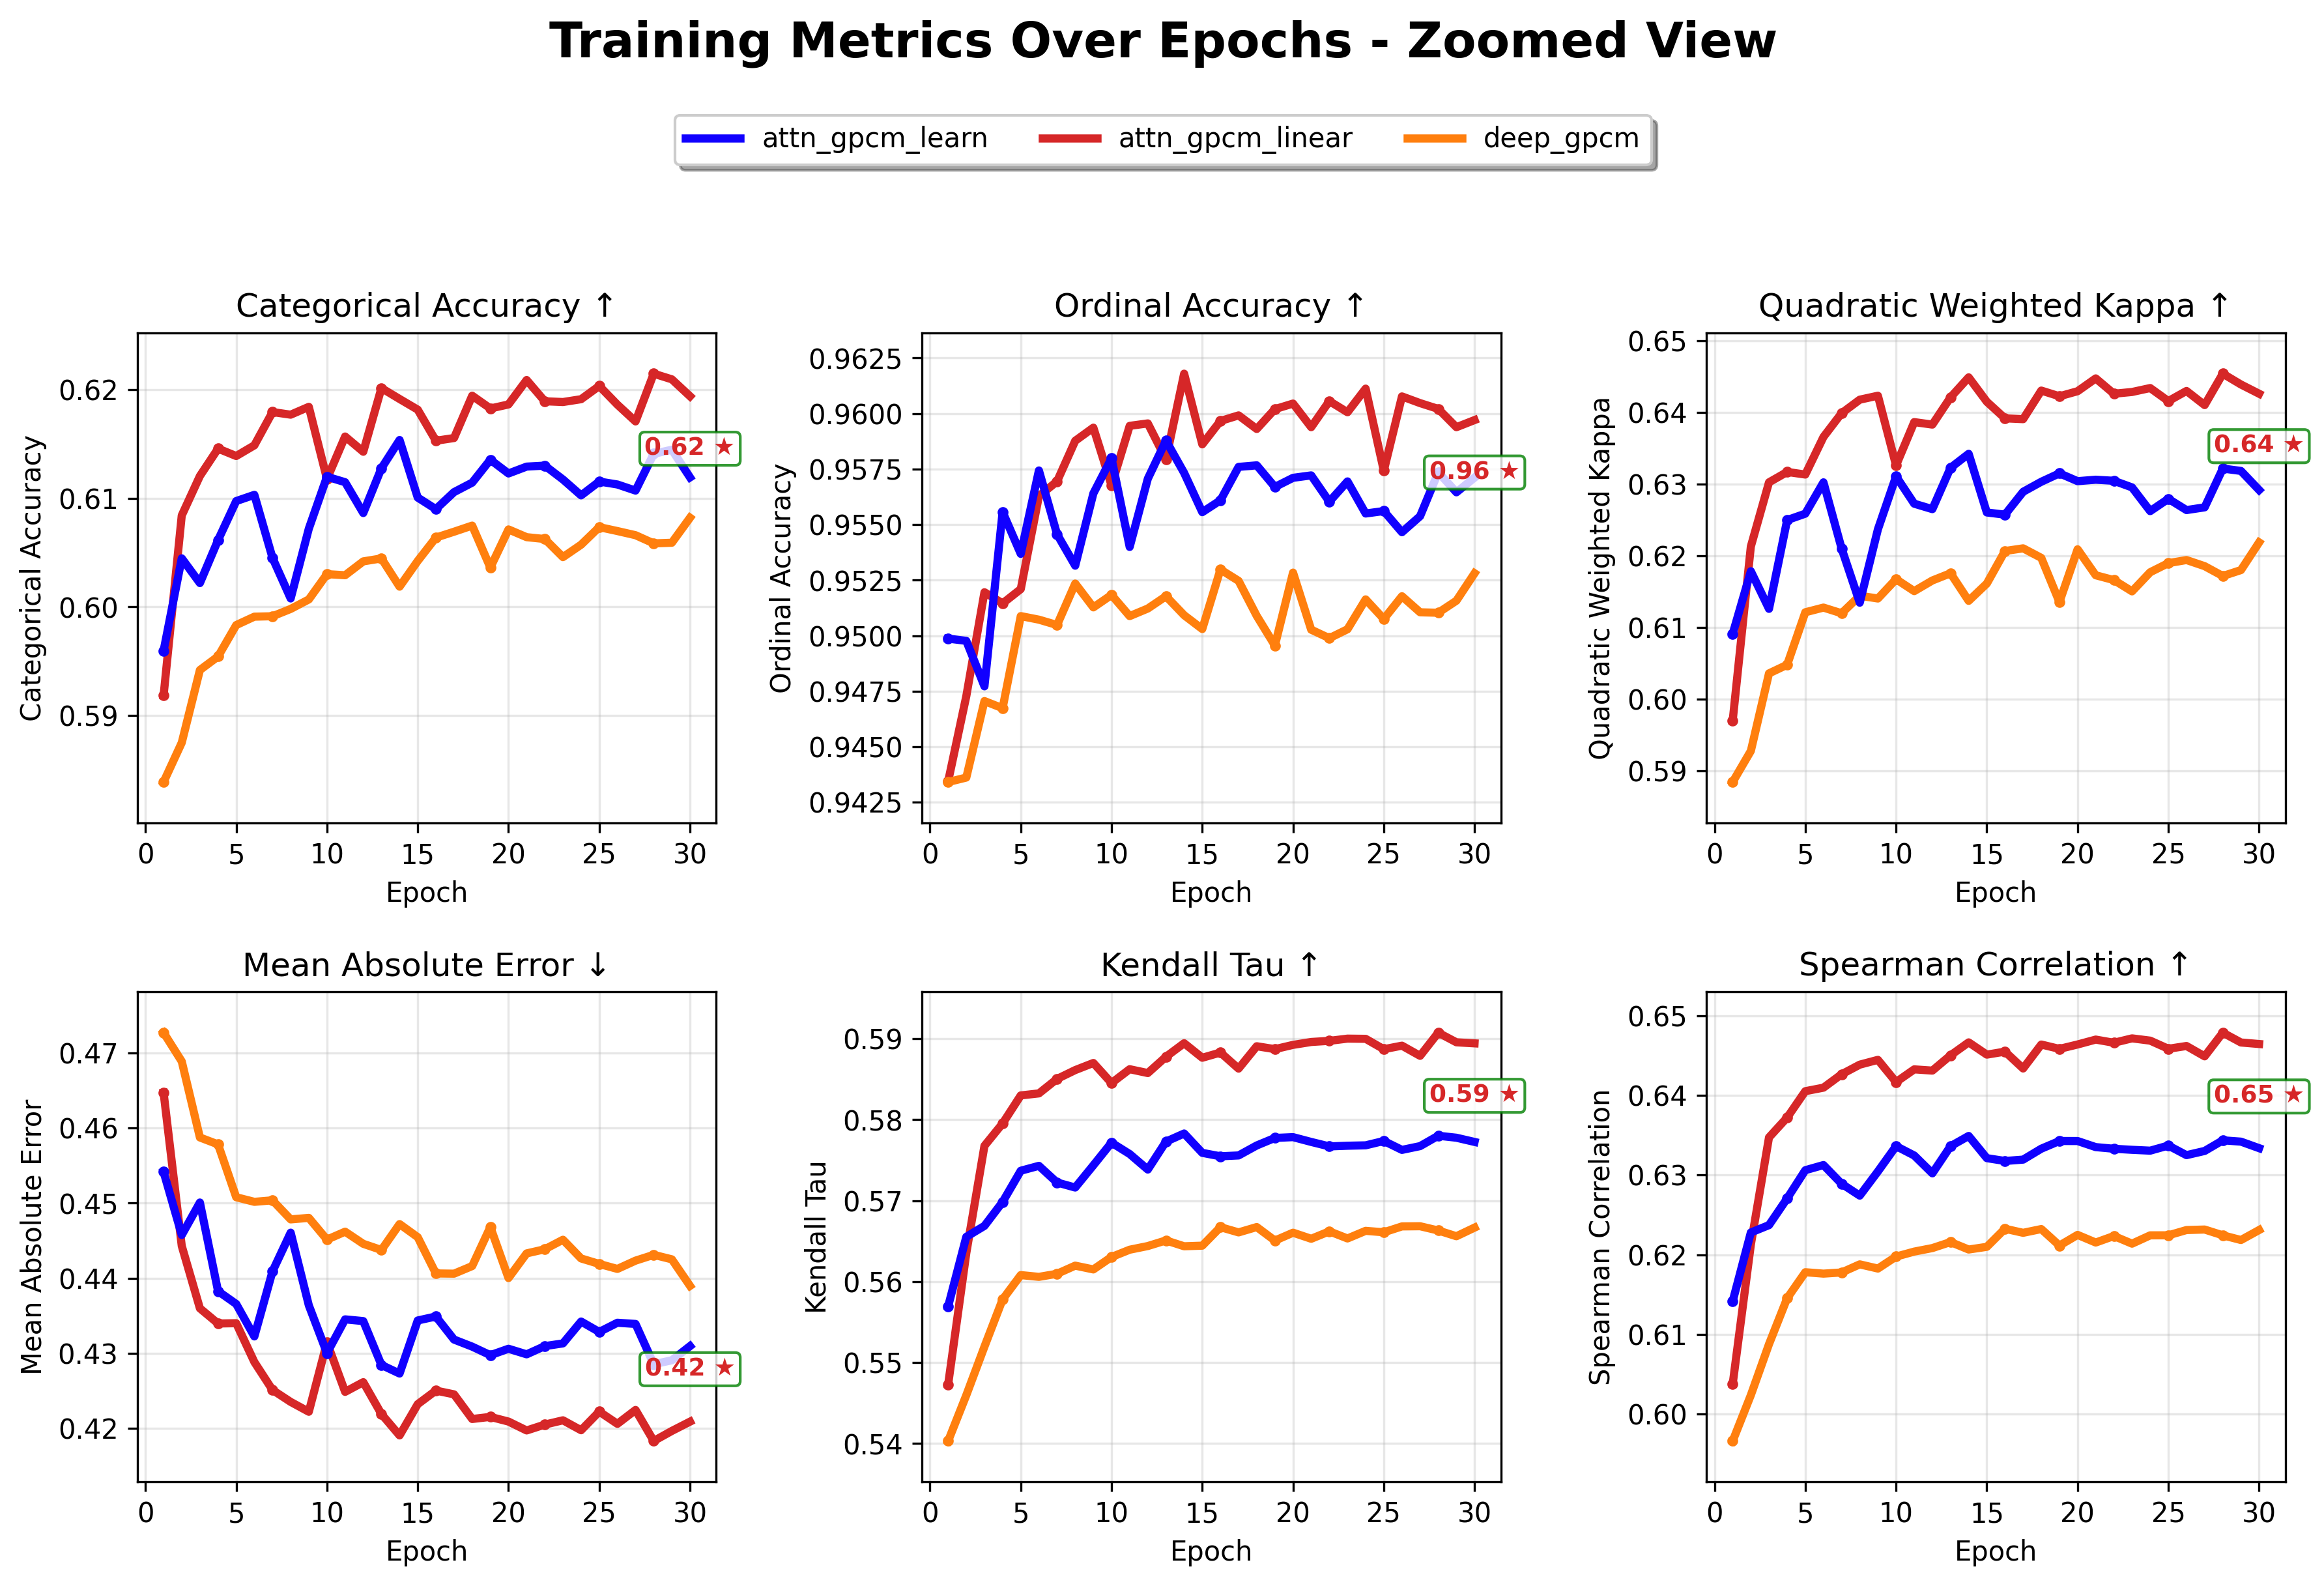 Training Metrics Over Epochs - Zoomed View
attn_gpcm_learn attn_gpcm_linear deep_gpcm
Categorical Accuracy ↑
Categorical Accuracy
0.62
0.61
0.60
0.59
0.62 ★
0 5 10 15 20 25 30
Epoch
Ordinal Accuracy ↑
Ordinal Accuracy
0.9625
0.9600
0.9575
0.9550
0.9525
0.9500
0.9475
0.9450
0.9425
0.96 ★
0 5 10 15 20 25 30
Epoch
Quadratic Weighted Kappa ↑
Quadratic Weighted Kappa
0.65
0.64
0.63
0.62
0.61
0.60
0.59
0.64 ★
0 5 10 15 20 25 30
Epoch
Mean Absolute Error ↓
Mean Absolute Error
0.47
0.46
0.45
0.44
0.43
0.42
0.42 ★
0 5 10 15 20 25 30
Epoch
Kendall Tau ↑
Kendall Tau
0.59
0.58
0.57
0.56
0.55
0.54
0.59 ★
0 5 10 15 20 25 30
Epoch
Spearman Correlation ↑
Spearman Correlation
0.65
0.64
0.63
0.62
0.61
0.60
0.65 ★
0 5 10 15 20 25 30
Epoch